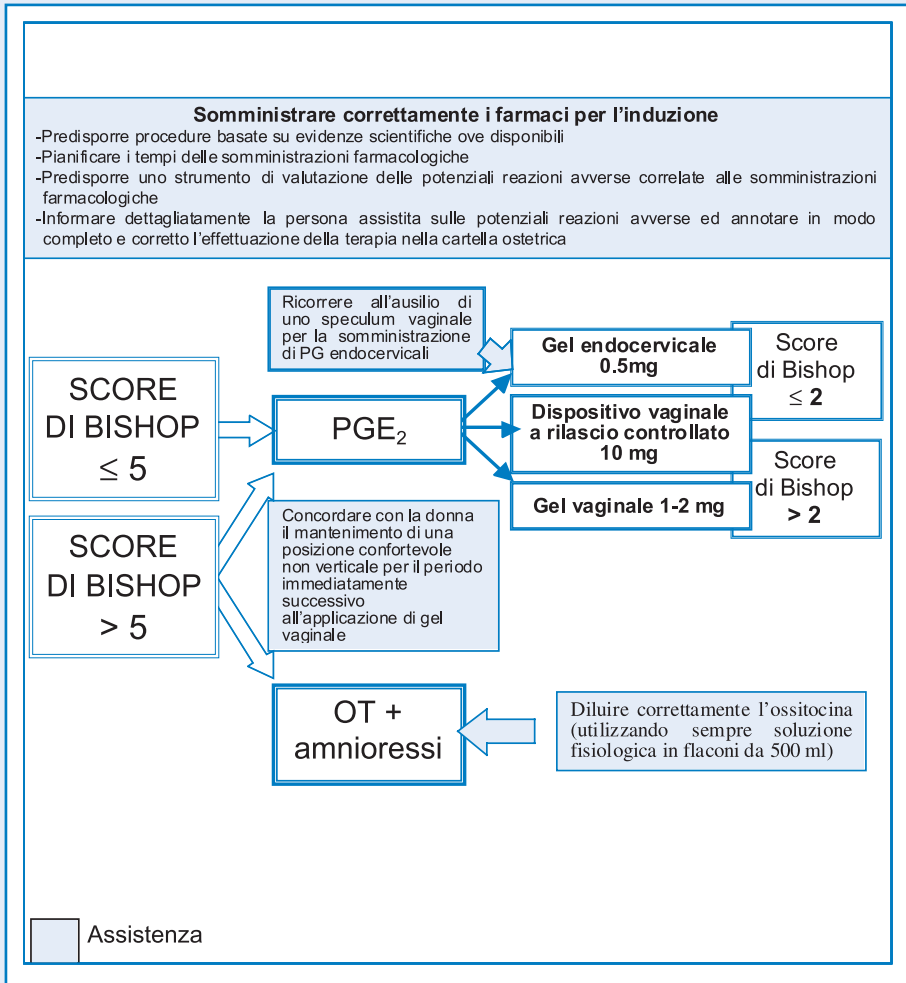 Somministrare correttamente i farmaci per l'induzione
-Predisporre procedure basate su evidenze scientifiche ove disponibili
-Pianificare i tempi delle somministrazioni farmacologiche
-Predisporre uno strumento di valutazione delle potenziali reazioni avverse correlate alle somministrazioni
farmacologiche
-Informare dettagliatamente la persona assistita sulle potenziali reazioni avverse ed annotare in modo
completo e corretto l'effettuazione della terapia nella cartella ostetrica
Ricorrere all'ausilio di
uno speculum vaginale
per la somministrazione
di PG endocervicali
SCORE
DI BISHOP
≤ 5
PGE₂
Gel endocervicale
0.5mg
Dispositivo vaginale
a rilascio controllato
10 mg
Gel vaginale 1-2 mg
Score
di Bishop
≤ 2
Score
di Bishop
> 2
SCORE
DI BISHOP
> 5
Concordare con la donna
il mantenimento di una
posizione confortevole
non verticale per il periodo
immediatamente
successivo
all'applicazione di gel
vaginale
OT +
amnioressi
Diluire correttamente l'ossitocina
(utilizzando sempre soluzione
fisiologica in flaconi da 500 ml)
Assistenza